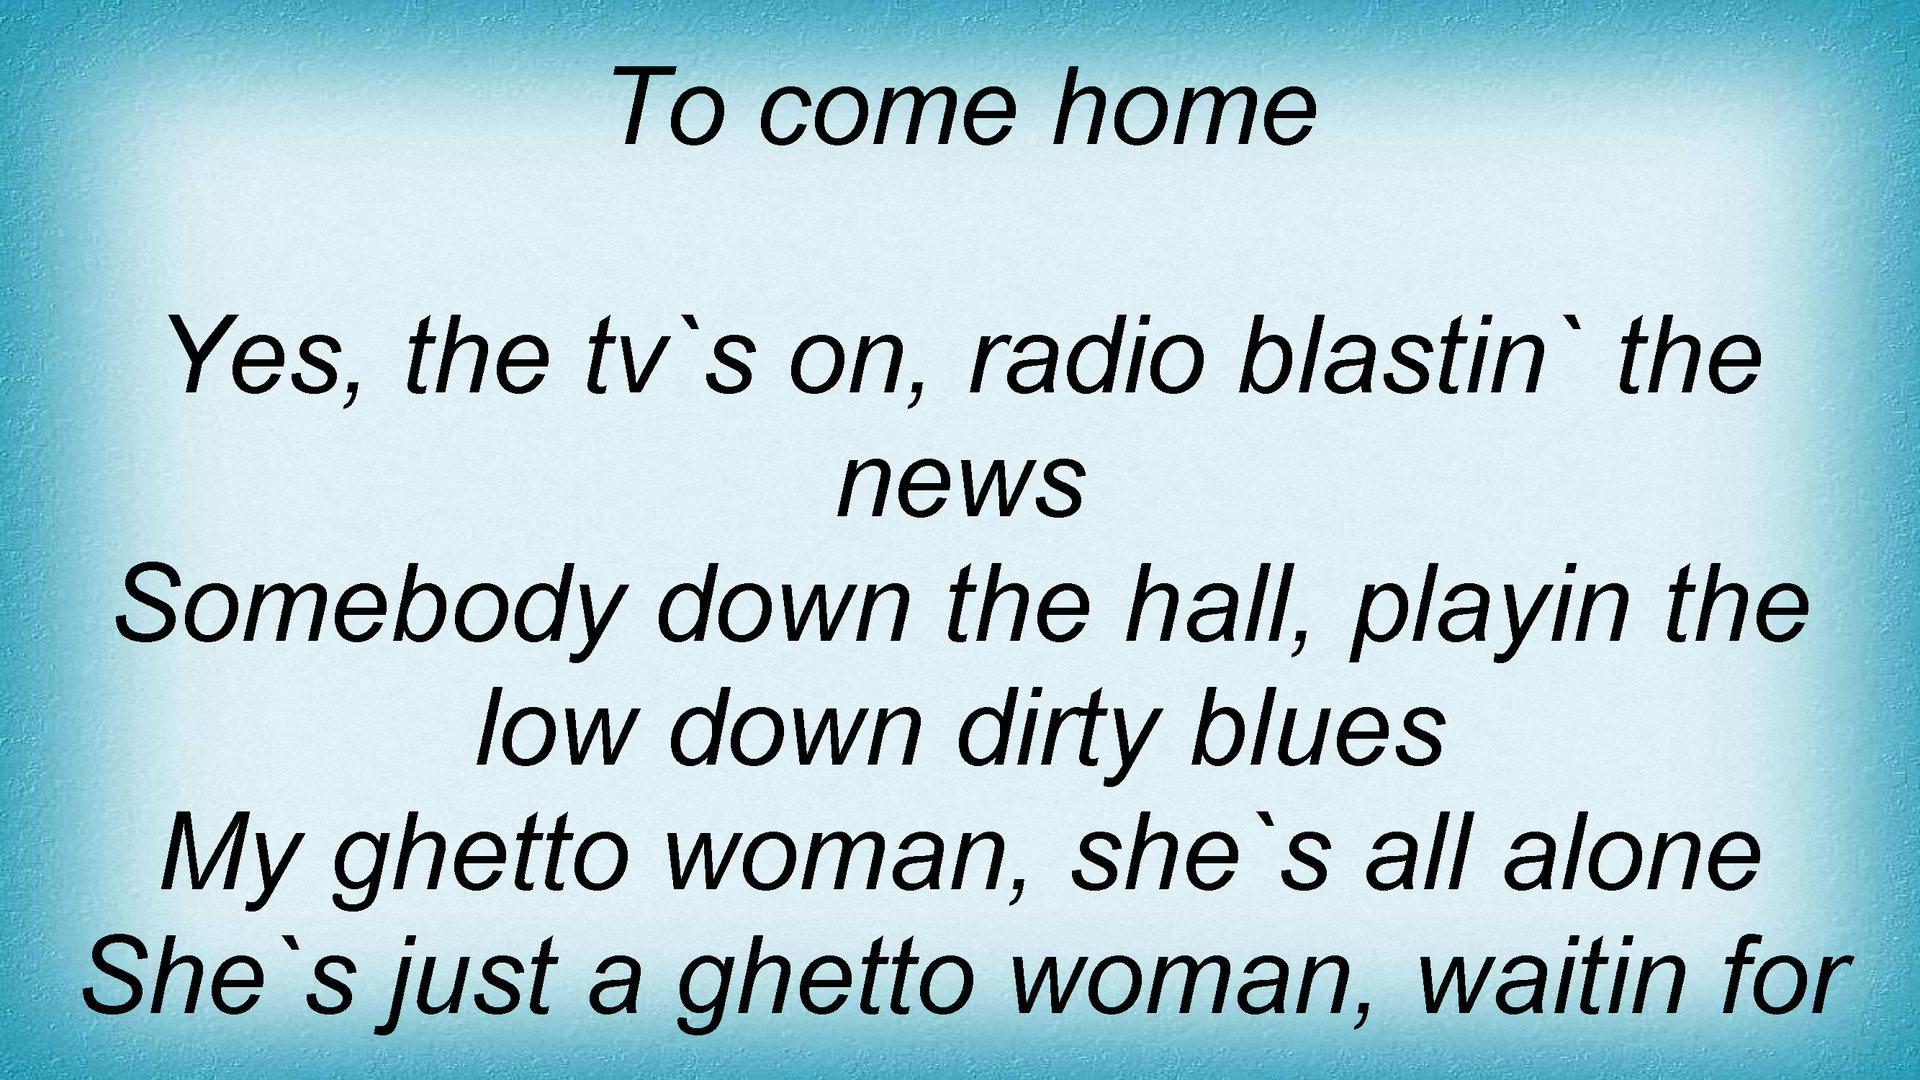 To come home
Yes, the tv`s on, radio blastin` the
news
Somebody down the hall, playin the
low down dirty blues
My ghetto woman, she`s all alone
She`s just a ghetto woman, waitin for